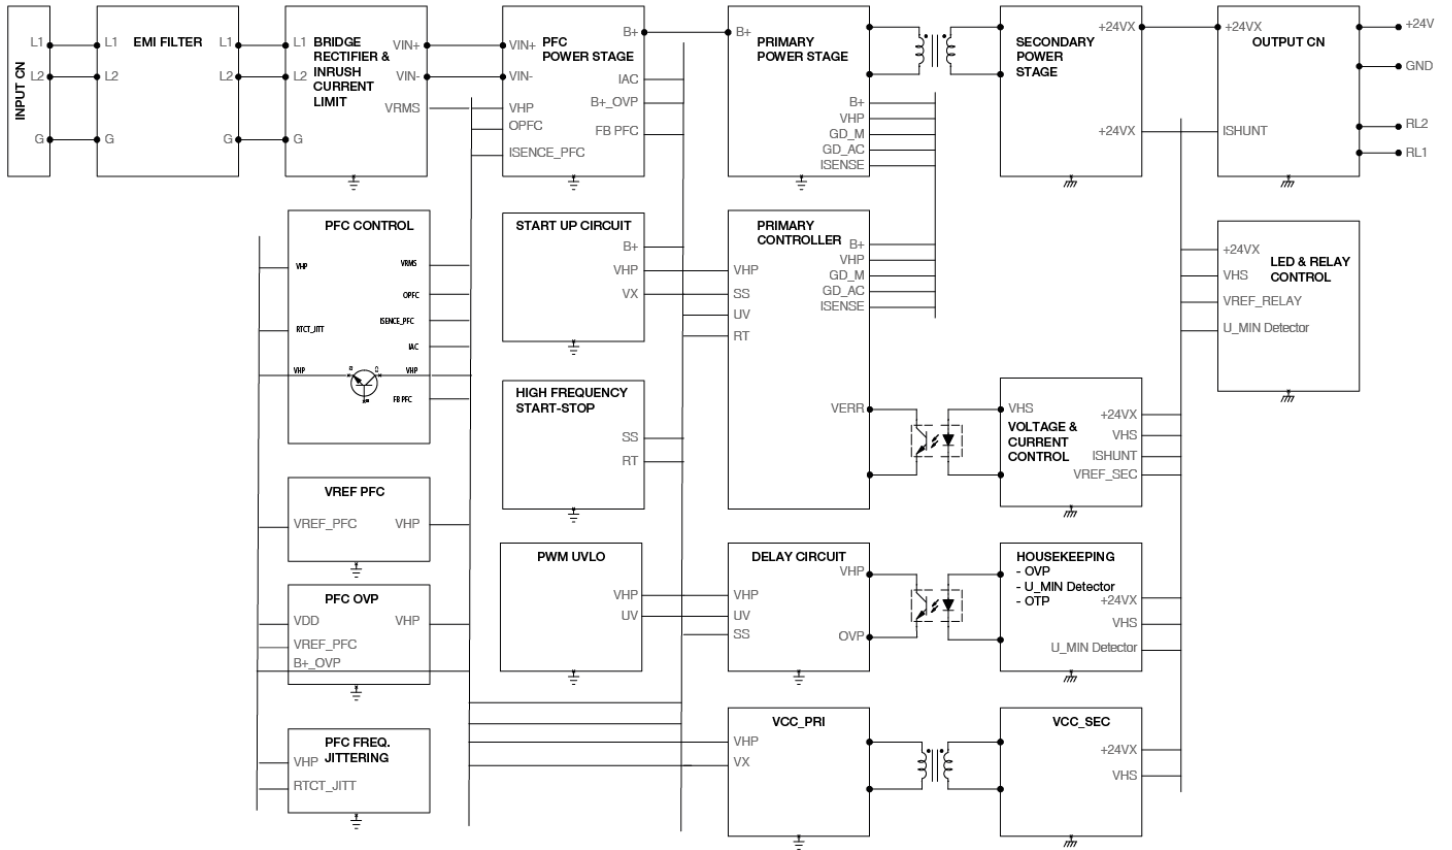 INPUT CN
L1
L2
G
EMI FILTER
L1
L2
G
L1
L2
G
BRIDGE
RECTIFIER &
INRUSH
CURRENT
LIMIT
L1
L2
G
VIN+
VIN-
VRMS
PFC
POWER STAGE
VIN+
VIN-
VHP
OPFC
ISENCE_PFC
B+
IAC
B+_OVP
FB PFC
PRIMARY
POWER STAGE
B+
B+
VHP
GD_M
GD_AC
ISENSE
SECONDARY
POWER
STAGE
+24VX
+24VX
OUTPUT CN
+24VX
ISHUNT
+24V
GND
RL2
RL1
PFC CONTROL
VHP
RTCT_JITT
VHP
VRMS
OPFC
ISENCE_PFC
IAC
VHP
FB PFC
START UP CIRCUIT
B+
VHP
VX
PRIMARY
CONTROLLER
VHP
SS
UV
RT
B+
VHP
GD_M
GD_AC
ISENSE
VERR
LED & RELAY
CONTROL
+24VX
VHS
VREF_RELAY
U_MIN Detector
HIGH FREQUENCY
START-STOP
SS
RT
VHS
VOLTAGE &
CURRENT
CONTROL
+24VX
VHS
ISHUNT
VREF_SEC
VREF PFC
VREF_PFC
VHP
PWM UVLO
VHP
UV
DELAY CIRCUIT
VHP
UV
SS
VHP
OVP
HOUSEKEEPING
- OVP
- U_MIN Detector
- OTP
+24VX
VHS
U_MIN Detector
PFC OVP
VDD
VREF_PFC
B+_OVP
VHP
PFC FREQ.
JITTERING
VHP
RTCT_JITT
VCC_PRI
VHP
VX
VCC_SEC
+24VX
VHS